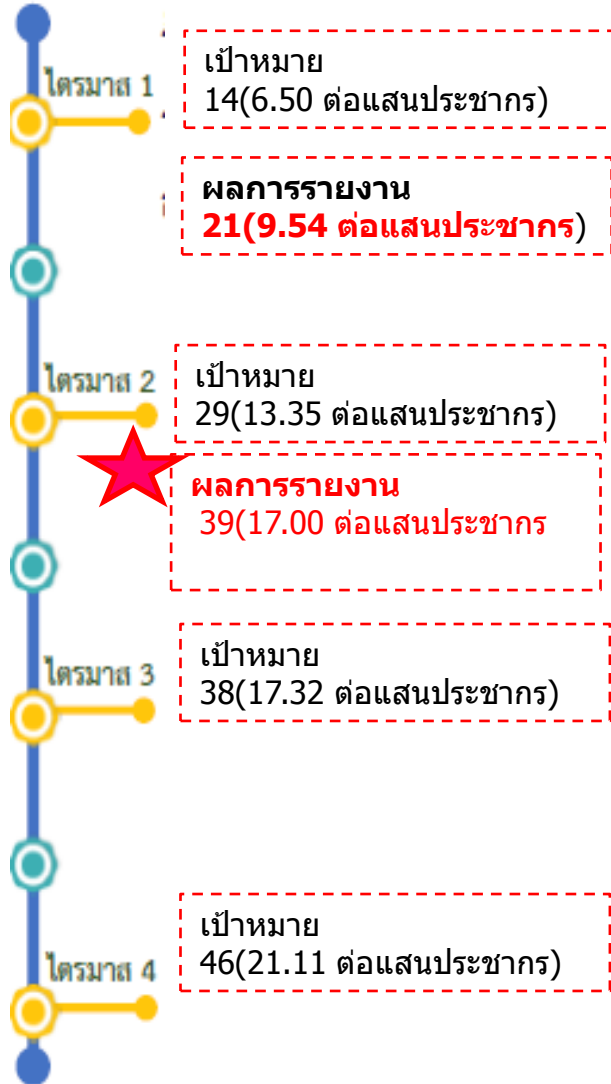 ไตรมาส 1
เป้าหมาย
14(6.50 ต่อแสนประชากร)
ผลการรายงาน
21(9.54 ต่อแสนประชากร)
ไตรมาส 2
เป้าหมาย
29(13.35 ต่อแสนประชากร)
ผลการรายงาน
39(17.00 ต่อแสนประชากร
ไตรมาส 3
เป้าหมาย
38(17.32 ต่อแสนประชากร)
ไตรมาส 4
เป้าหมาย
46(21.11 ต่อแสนประชากร)